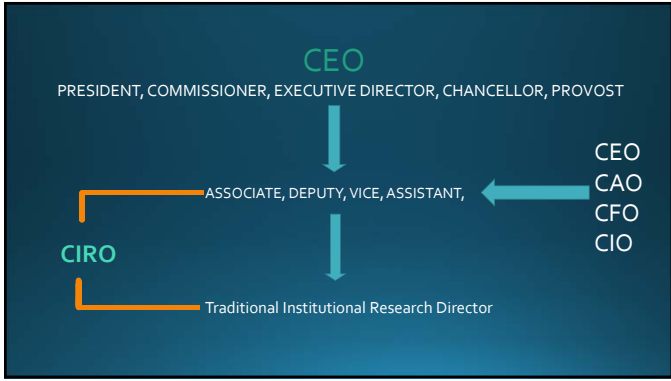 CEO
PRESIDENT, COMMISSIONER, EXECUTIVE DIRECTOR, CHANCELLOR, PROVOST
CEO
CAO
CFO
CIO
ASSOCIATE, DEPUTY, VICE, ASSISTANT,
CIRO
Traditional Institutional Research Director